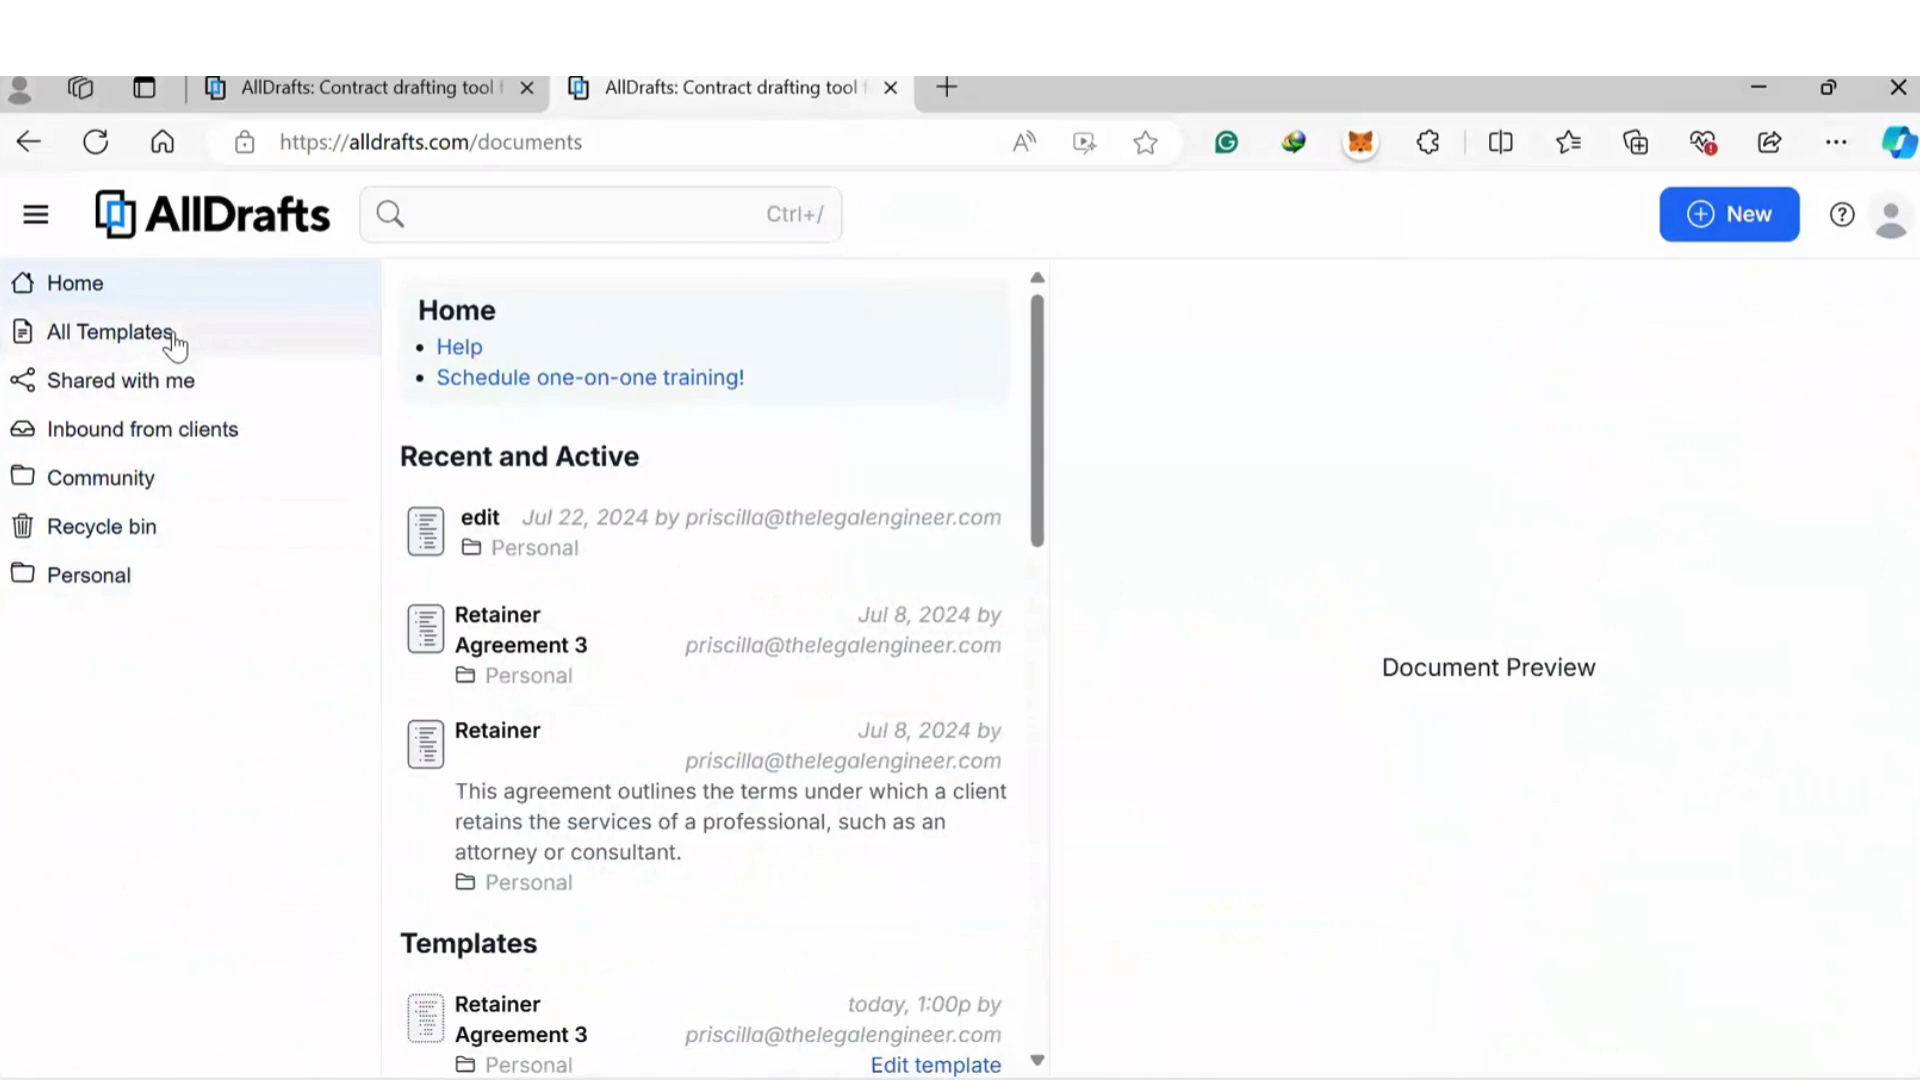 AllDrafts: Contract drafting tool
AllDrafts: Contract drafting tool
https://alldrafts.com/documents
AllDrafts
Ctrl+/
New
Home
All Templates
Shared with me
Inbound from clients
Community
Recycle bin
Personal
Home
• Help
• Schedule one-on-one training!
Recent and Active
edit Jul 22, 2024 by priscilla@thelegalengineer.com
Personal
Retainer Jul 8, 2024 by
Agreement 3 priscilla@thelegalengineer.com
Personal
Retainer Jul 8, 2024 by
priscilla@thelegalengineer.com
This agreement outlines the terms under which a client
retains the services of a professional, such as an
attorney or consultant.
Personal
Templates
Retainer today, 1:00p by
Agreement 3 priscilla@thelegalengineer.com
Personal Edit template
Document Preview